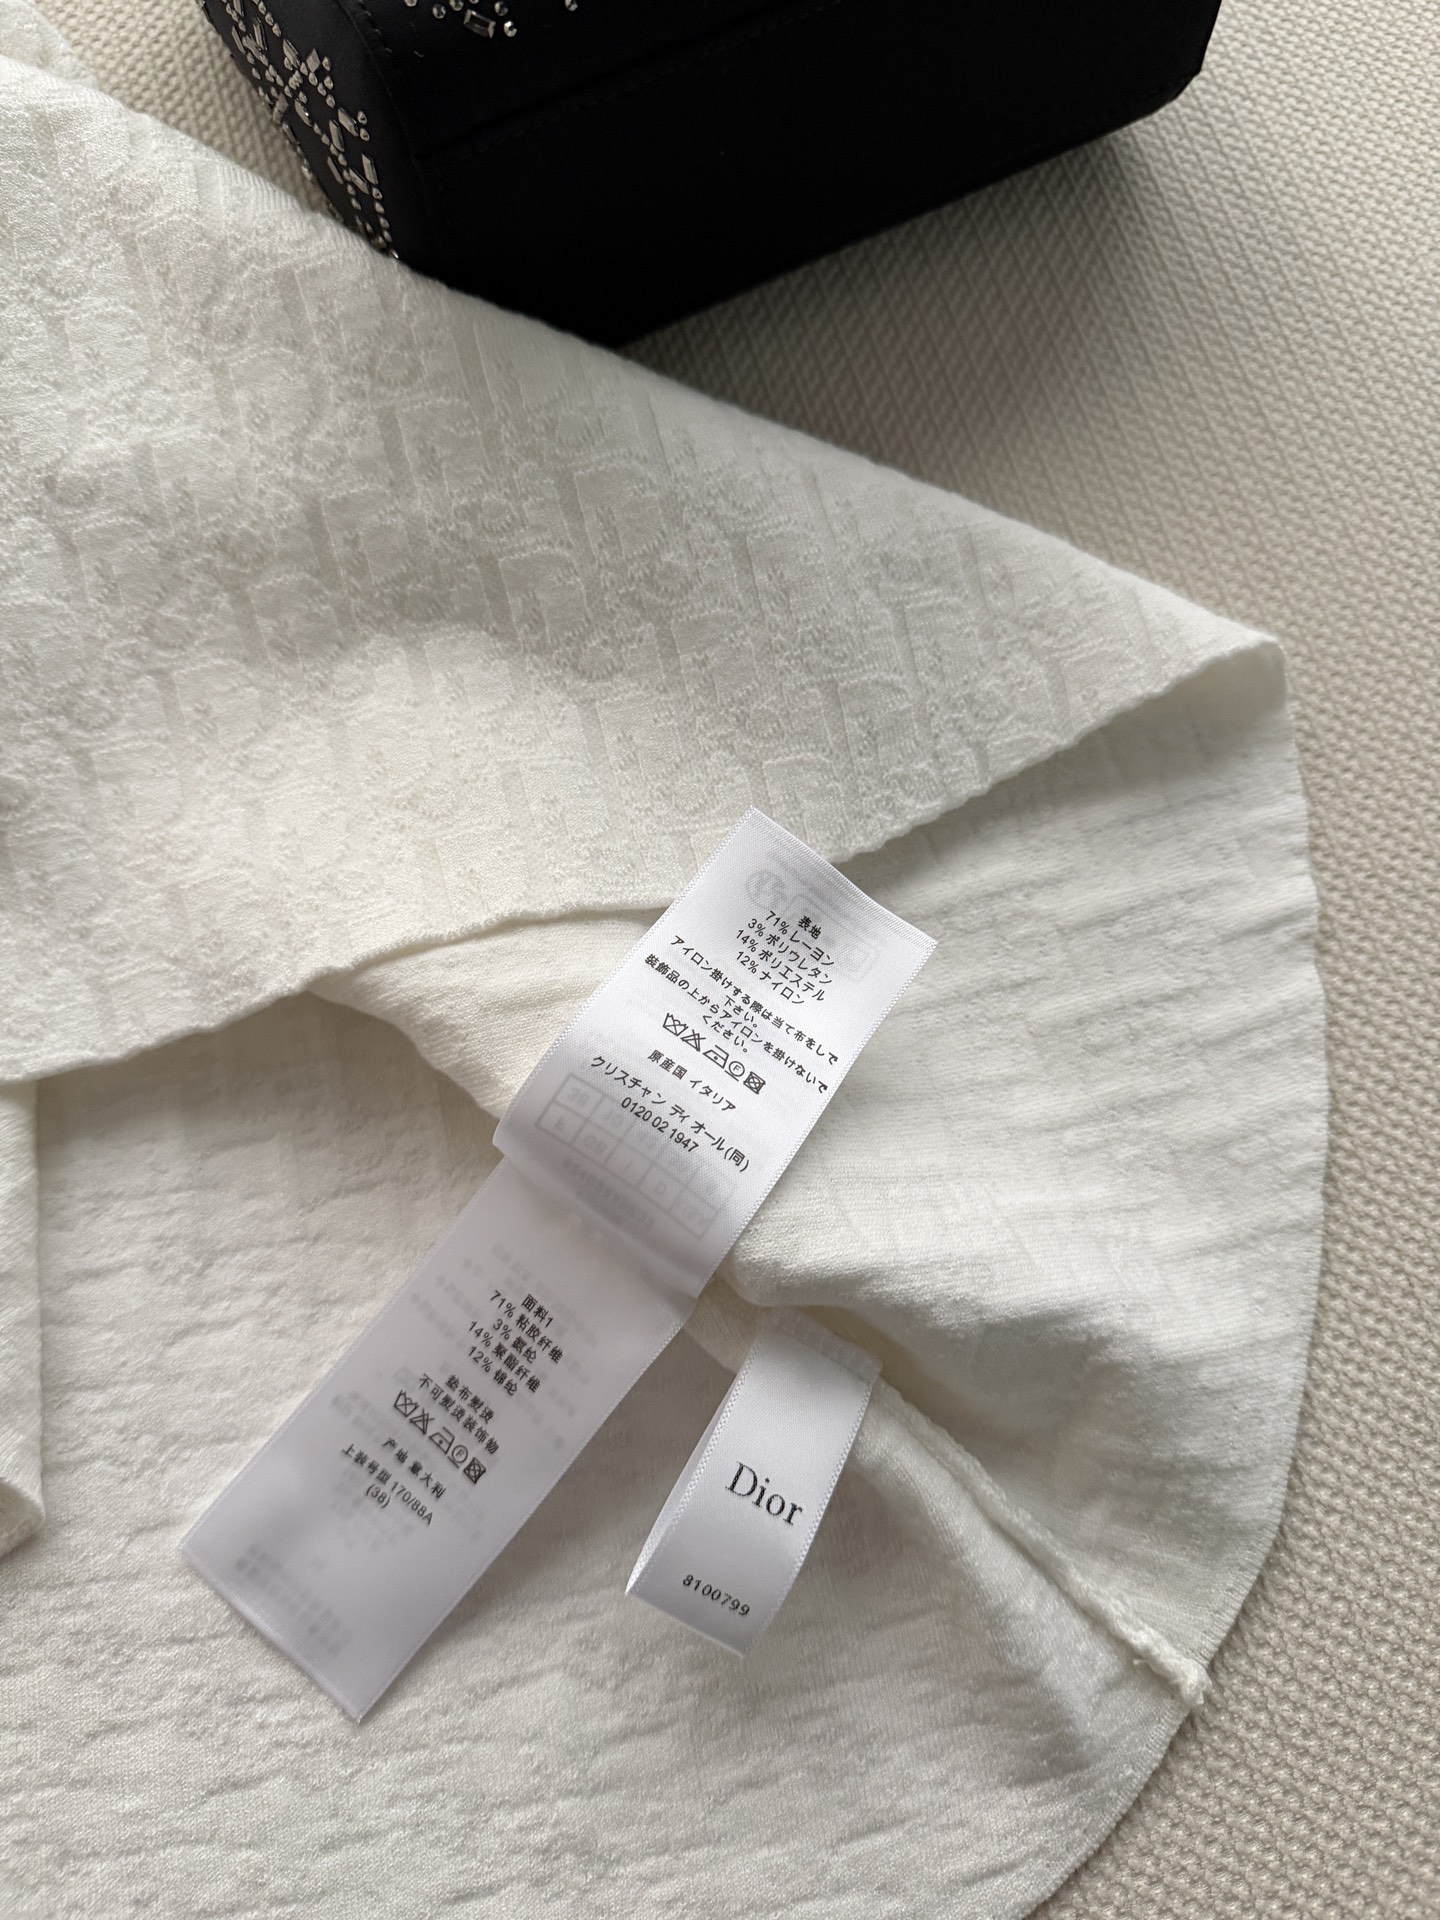 表地
71% レーヨン
3% ポリウレタン
14% ポリエステル
12% ナイロン
アイロン掛けする際は当て布をして
下さい。
装飾品の上からアイロンを掛けないで
ください。
原産国 イタリア
クリスチャン ディオール(同)
0120 02 1947
面料1
71% 粘胶纤维
3% 氨纶
14% 聚酯纤维
12% 锦纶
垫布熨烫
不可熨烫装饰物
产地 意大利
上装号型 170/88A
(38)
Dior
8100799